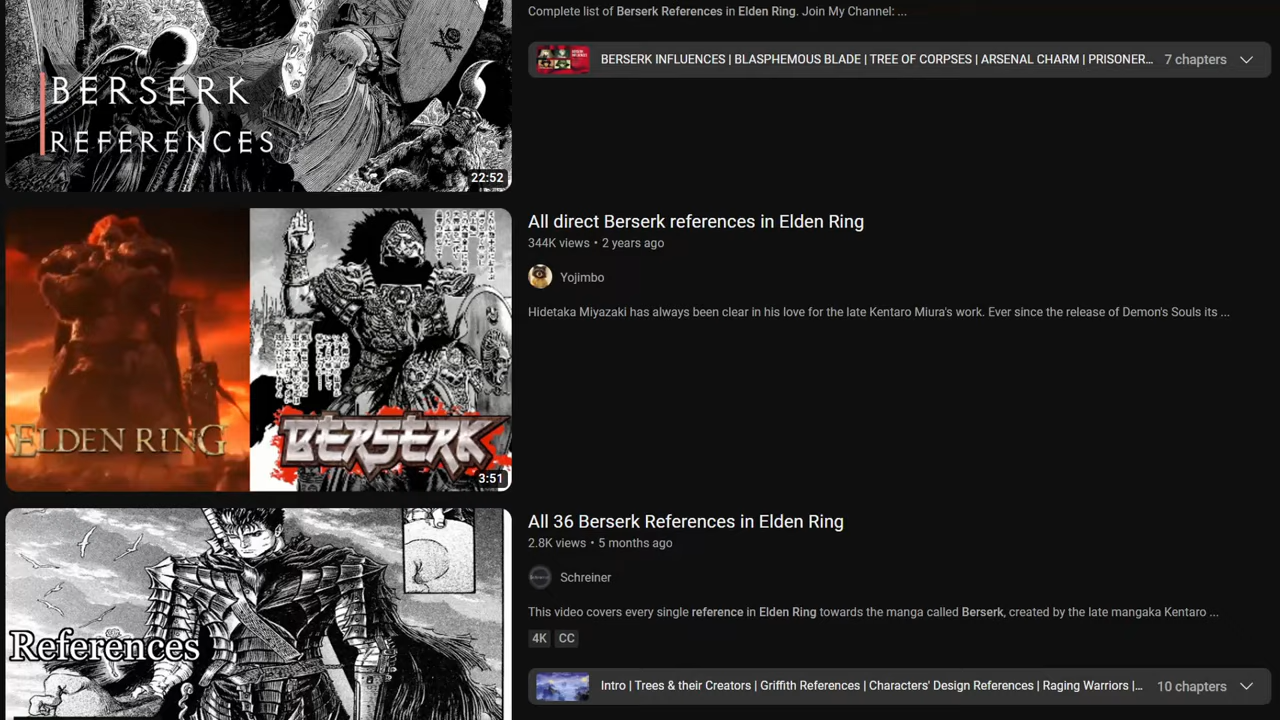 Complete list of Berserk References in Elden Ring. Join My Channel: ...
BERSERK INFLUENCES | BLASPHEMOUS BLADE | TREE OF CORPSES | ARSENAL CHARM | PRISONER...
7 chapters
BERSERK
REFERENCES
22:52
All direct Berserk references in Elden Ring
344K views • 2 years ago
Yojimbo
Hidetaka Miyazaki has always been clear in his love for the late Kentaro Miura's work. Ever since the release of Demon's Souls its ...
ELDEN RING
BERSERK
3:51
All 36 Berserk References in Elden Ring
2.8K views • 5 months ago
Schreiner
This video covers every single reference in Elden Ring towards the manga called Berserk, created by the late mangaka Kentaro ...
4K CC
References
Intro | Trees & their Creators | Griffith References | Characters' Design References | Raging Warriors |...
10 chapters